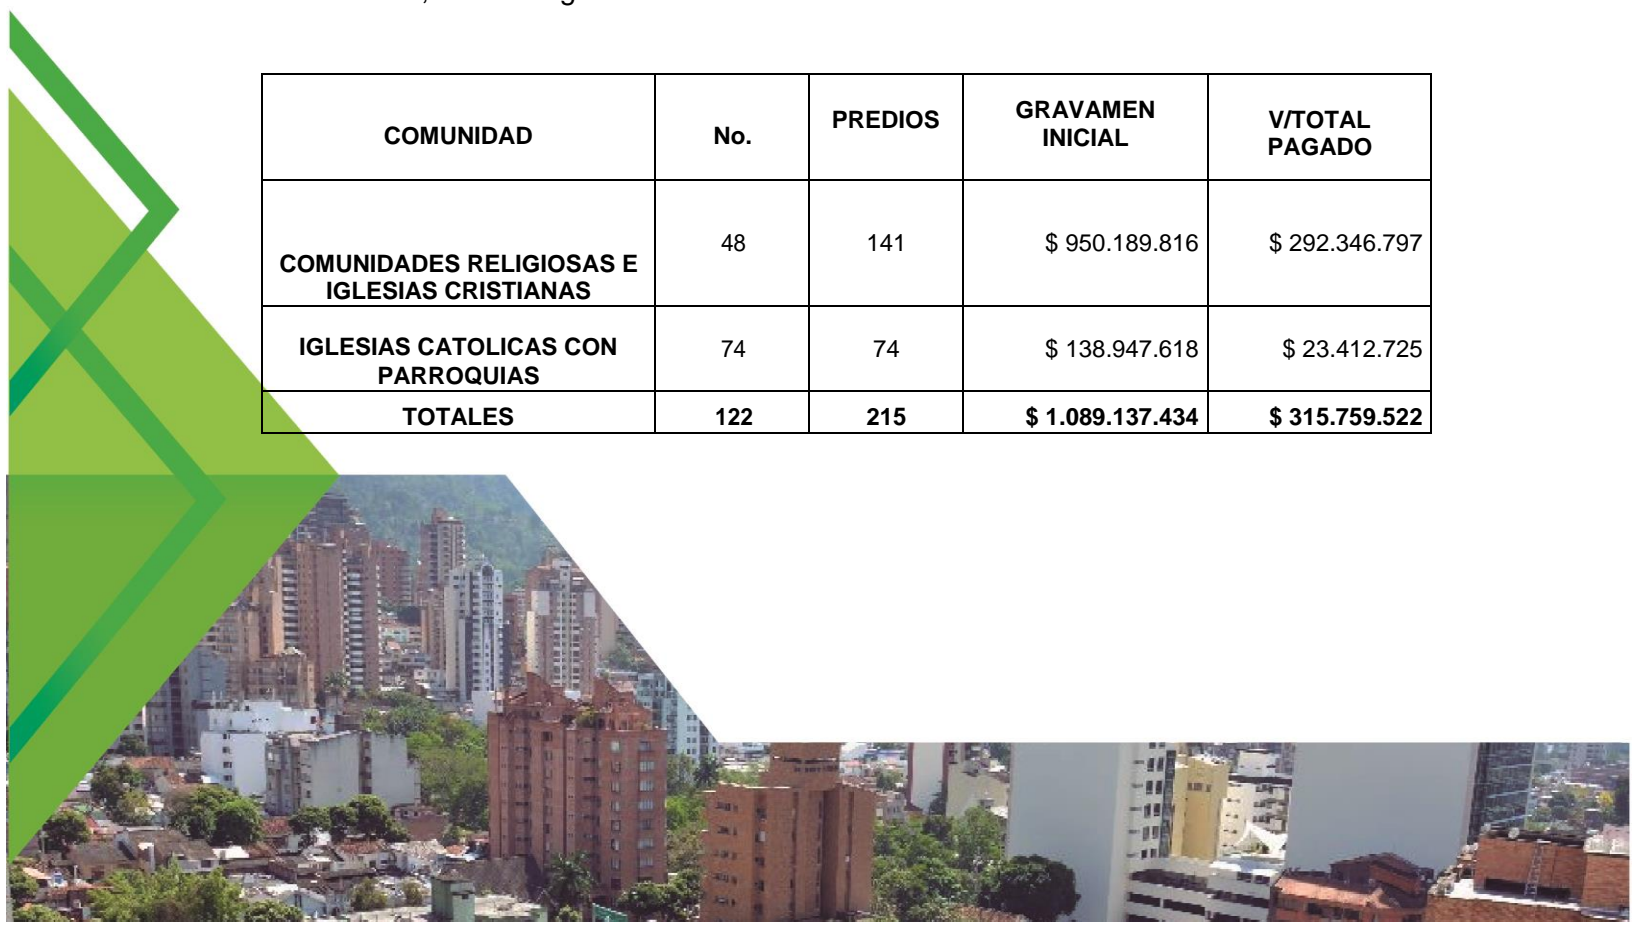 COMUNIDAD No. PREDIOS GRAVAMEN INICIAL V/TOTAL PAGADO
COMUNIDADES RELIGIOSAS E IGLESIAS CRISTIANAS 48 141 $ 950.189.816 $ 292.346.797
IGLESIAS CATOLICAS CON PARROQUIAS 74 74 $ 138.947.618 $ 23.412.725
TOTALES 122 215 $ 1.089.137.434 $ 315.759.522